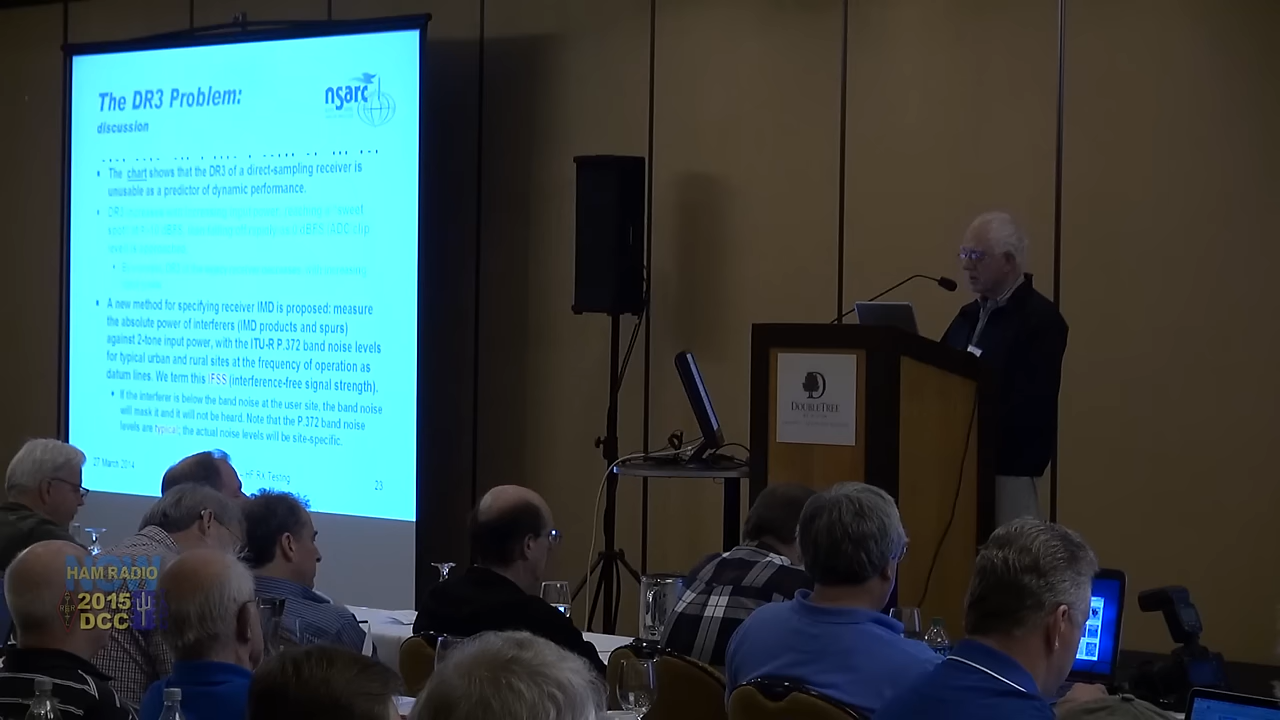 The DR3 Problem:
discussion
nsarc
• The chart shows that the DR3 of a direct-sampling receiver is
unusable as a predictor of dynamic performance.
• A new method for specifying receiver IMD is proposed: measure
the absolute power of interferers (IMD products and spurs)
against 2-tone input power, with the ITU-R P.372 band noise levels
for typical urban and rural sites at the frequency of operation as
datum lines. We term this IFSS (interference-free signal strength).
• If the interferer is below the band noise at the user site, the band noise
will mask it and it will not be heard. Note that the P.372 band noise
levels are typical; the actual noise levels will be site-specific.
27 March 2014
– HF RX Testing
23
D
DOUBLETREE
HAM RADIO
2015
DCC